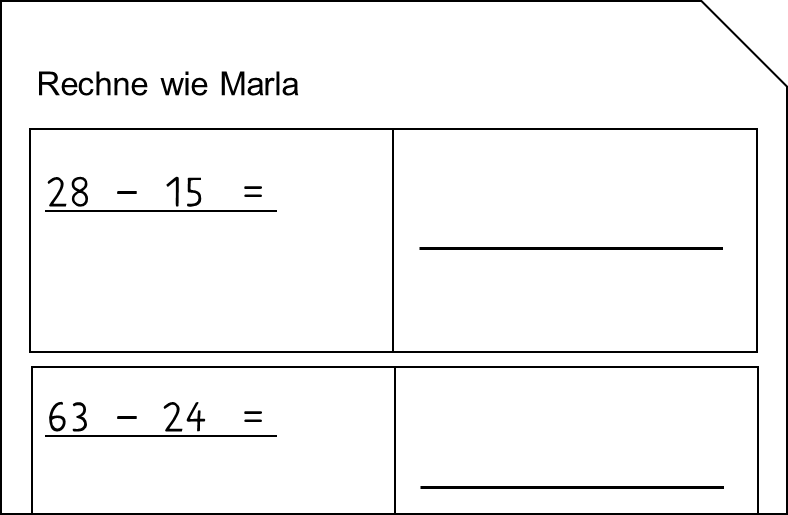 Rechne wie Marla
28 – 15 =
63 – 24 =